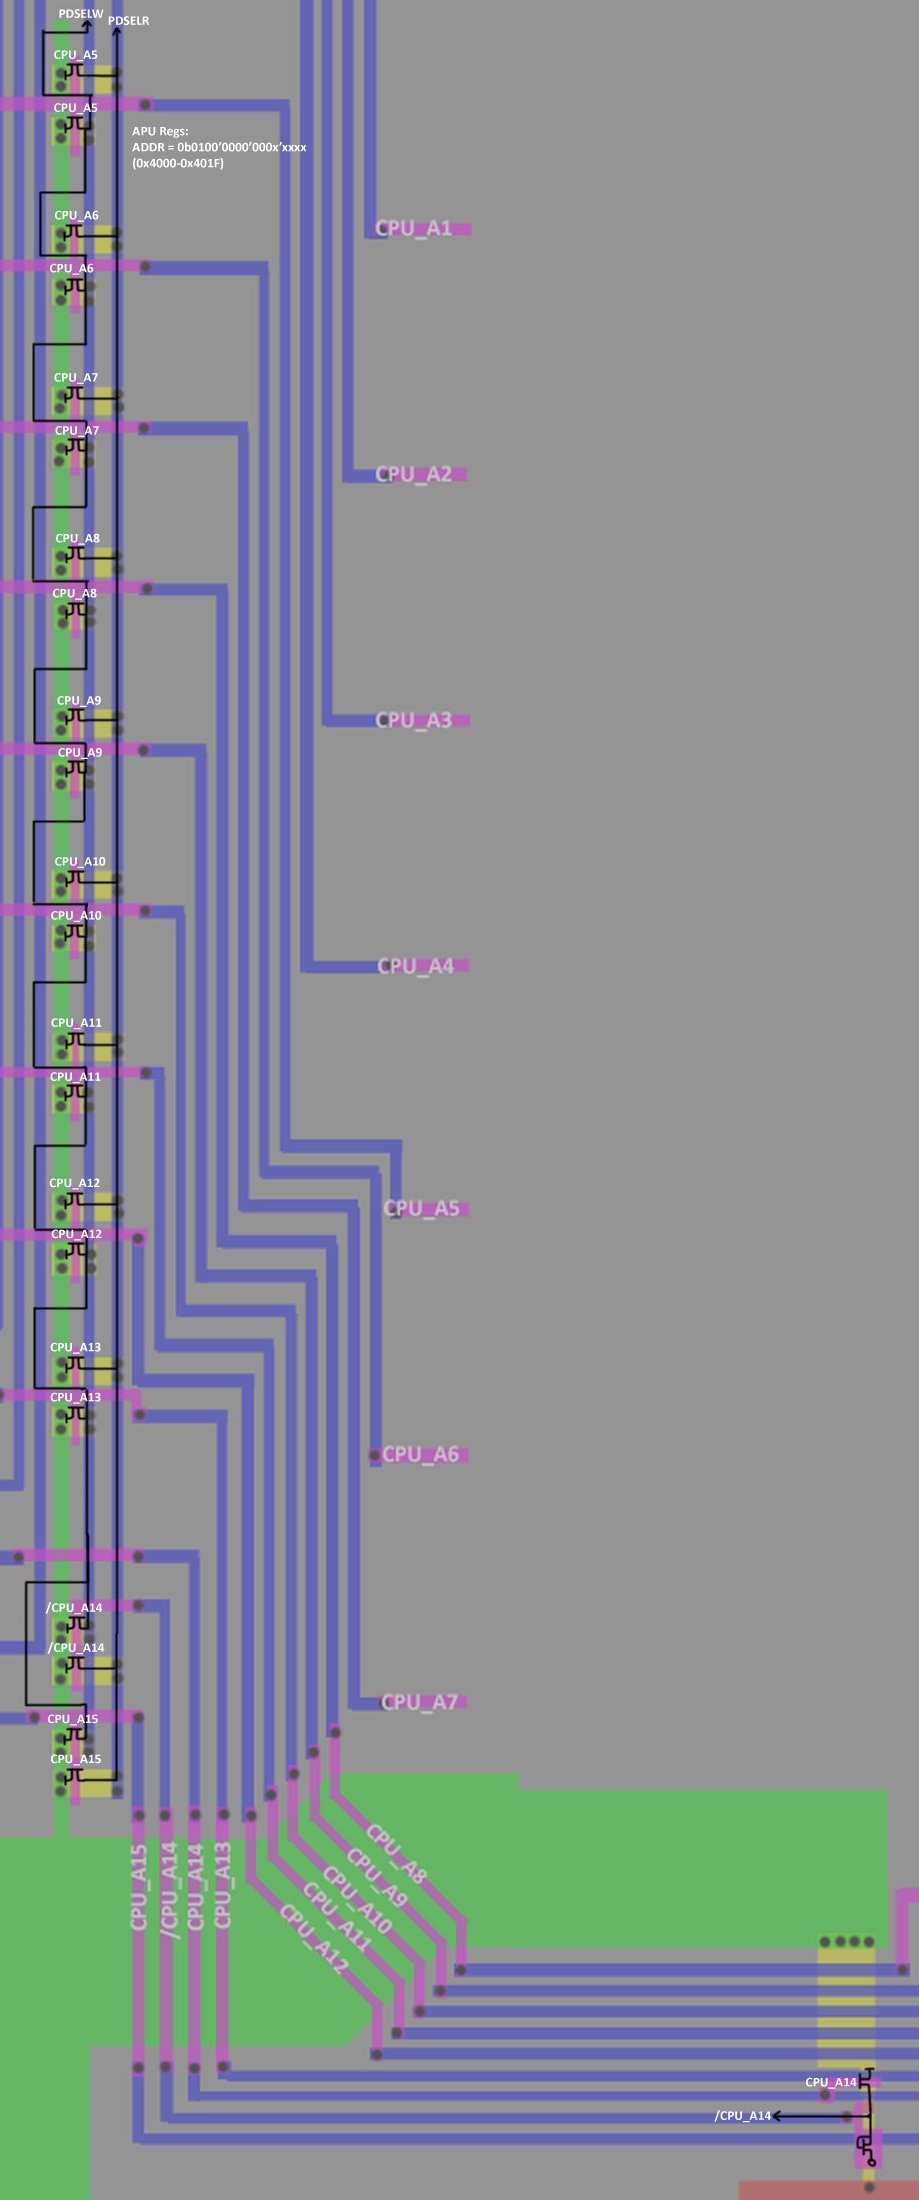 PDSELW
PDSELR
CPU_A5
CPU_A5
APU Regs:
ADDR = 0b0100'0000'000x'xxxx
(0x4000-0x401F)
CPU_A6
CPU_A1
CPU_A6
CPU_A7
CPU_A7
CPU_A2
CPU_A8
CPU_A8
CPU_A9
CPU_A3
CPU_A9
CPU_A10
CPU_A10
CPU_A4
CPU_A11
CPU_A11
CPU_A12
CPU_A5
CPU_A12
CPU_A13
CPU_A13
CPU_A6
/CPU_A14
/CPU_A14
CPU_A7
CPU_A15
CPU_A15
CPU_A15
/CPU_A14
CPU_A14
CPU_A13
CPU_A12
CPU_A11
CPU_A10
CPU_A9
CPU_A8
CPU_A14
/CPU_A14